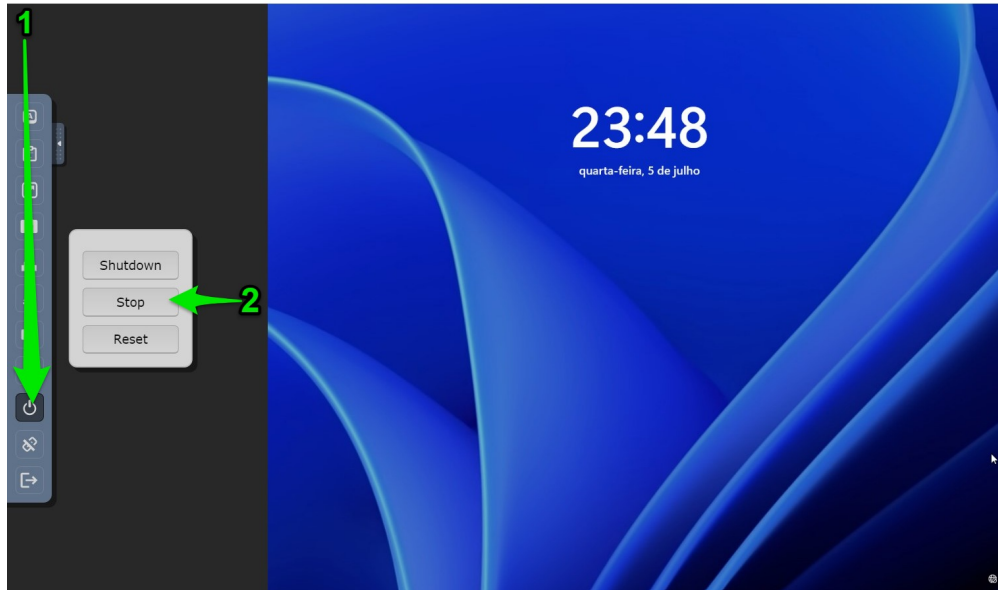 1
23:48
quarta-feira, 5 de julho
Shutdown
Stop
2
Reset